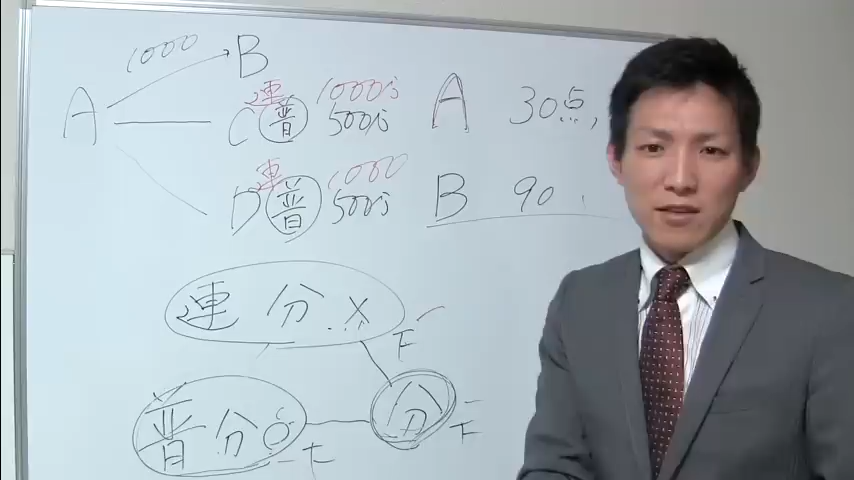 1000
B
A
連 1000万
C 普 500万
連 1000
D 普 500万
A 30点
B 90
連 分 ×
F
普 分
分
F